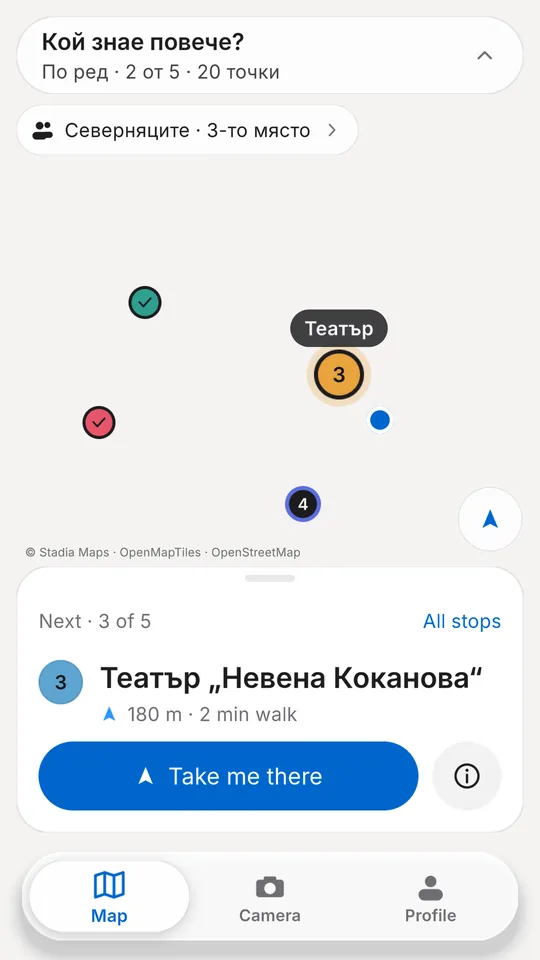 Кой знае повече?
По ред · 2 от 5 · 20 точки
Северняците · 3-то място
Театър
3
4
© Stadia Maps · OpenMapTiles · OpenStreetMap
Next · 3 of 5
All stops
3
Театър „Невена Коканова“
180 m · 2 min walk
Take me there
Map
Camera
Profile